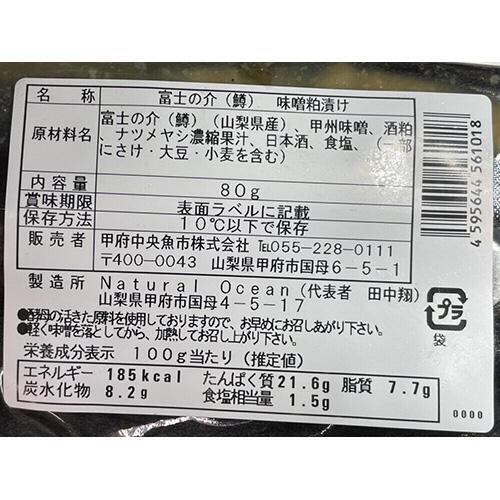 名 称 富士の介（鱒） 味噌粕漬け
原材料名 富士の介（鱒）（山梨県産）、甲州味噌、酒粕
、ナツメヤシ濃縮果汁、日本酒、食塩、（一部
にさけ・大豆・小麦を含む）
内容量 80g
賞味期限 表面ラベルに記載
保存方法 10℃以下で保存
販売者 甲府中央魚市株式会社 TEL055-228-0111
〒400-0043 山梨県甲府市国母6-5-1
製造所 Natural Ocean(代表者 田中翔)
山梨県甲府市国母4-5-17
●酵母の活きた原料を使用しておりますので、お早めにお召しあがり下さい。
●軽く味噌を落としてから、加熱してお召し上がり下さい。
栄養成分表示 100g当たり（推定値）
エネルギー 185kcal たんぱく質21.6g 脂質 7.7g
炭水化物 8.2g 食塩相当量 1.5g
4 595644 561018
プラ
袋
0000